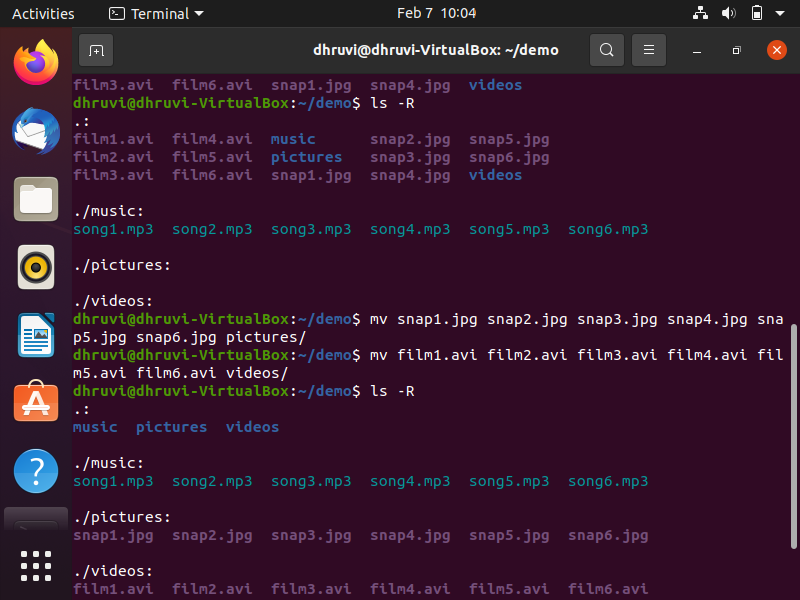 Activities Terminal Feb 7 10:04
dhruvi@dhruvi-VirtualBox: ~/demo
film3.avi film6.avi snap1.jpg snap4.jpg videos
dhruvi@dhruvi-VirtualBox:~/demo$ ls -R
.:
film1.avi film4.avi music snap2.jpg snap5.jpg
film2.avi film5.avi pictures snap3.jpg snap6.jpg
film3.avi film6.avi snap1.jpg snap4.jpg videos
./music:
song1.mp3 song2.mp3 song3.mp3 song4.mp3 song5.mp3 song6.mp3
./pictures:
./videos:
dhruvi@dhruvi-VirtualBox:~/demo$ mv snap1.jpg snap2.jpg snap3.jpg snap4.jpg sna
p5.jpg snap6.jpg pictures/
dhruvi@dhruvi-VirtualBox:~/demo$ mv film1.avi film2.avi film3.avi film4.avi fil
m5.avi film6.avi videos/
dhruvi@dhruvi-VirtualBox:~/demo$ ls -R
.:
music pictures videos
./music:
song1.mp3 song2.mp3 song3.mp3 song4.mp3 song5.mp3 song6.mp3
./pictures:
snap1.jpg snap2.jpg snap3.jpg snap4.jpg snap5.jpg snap6.jpg
./videos:
film1.avi film2.avi film3.avi film4.avi film5.avi film6.avi